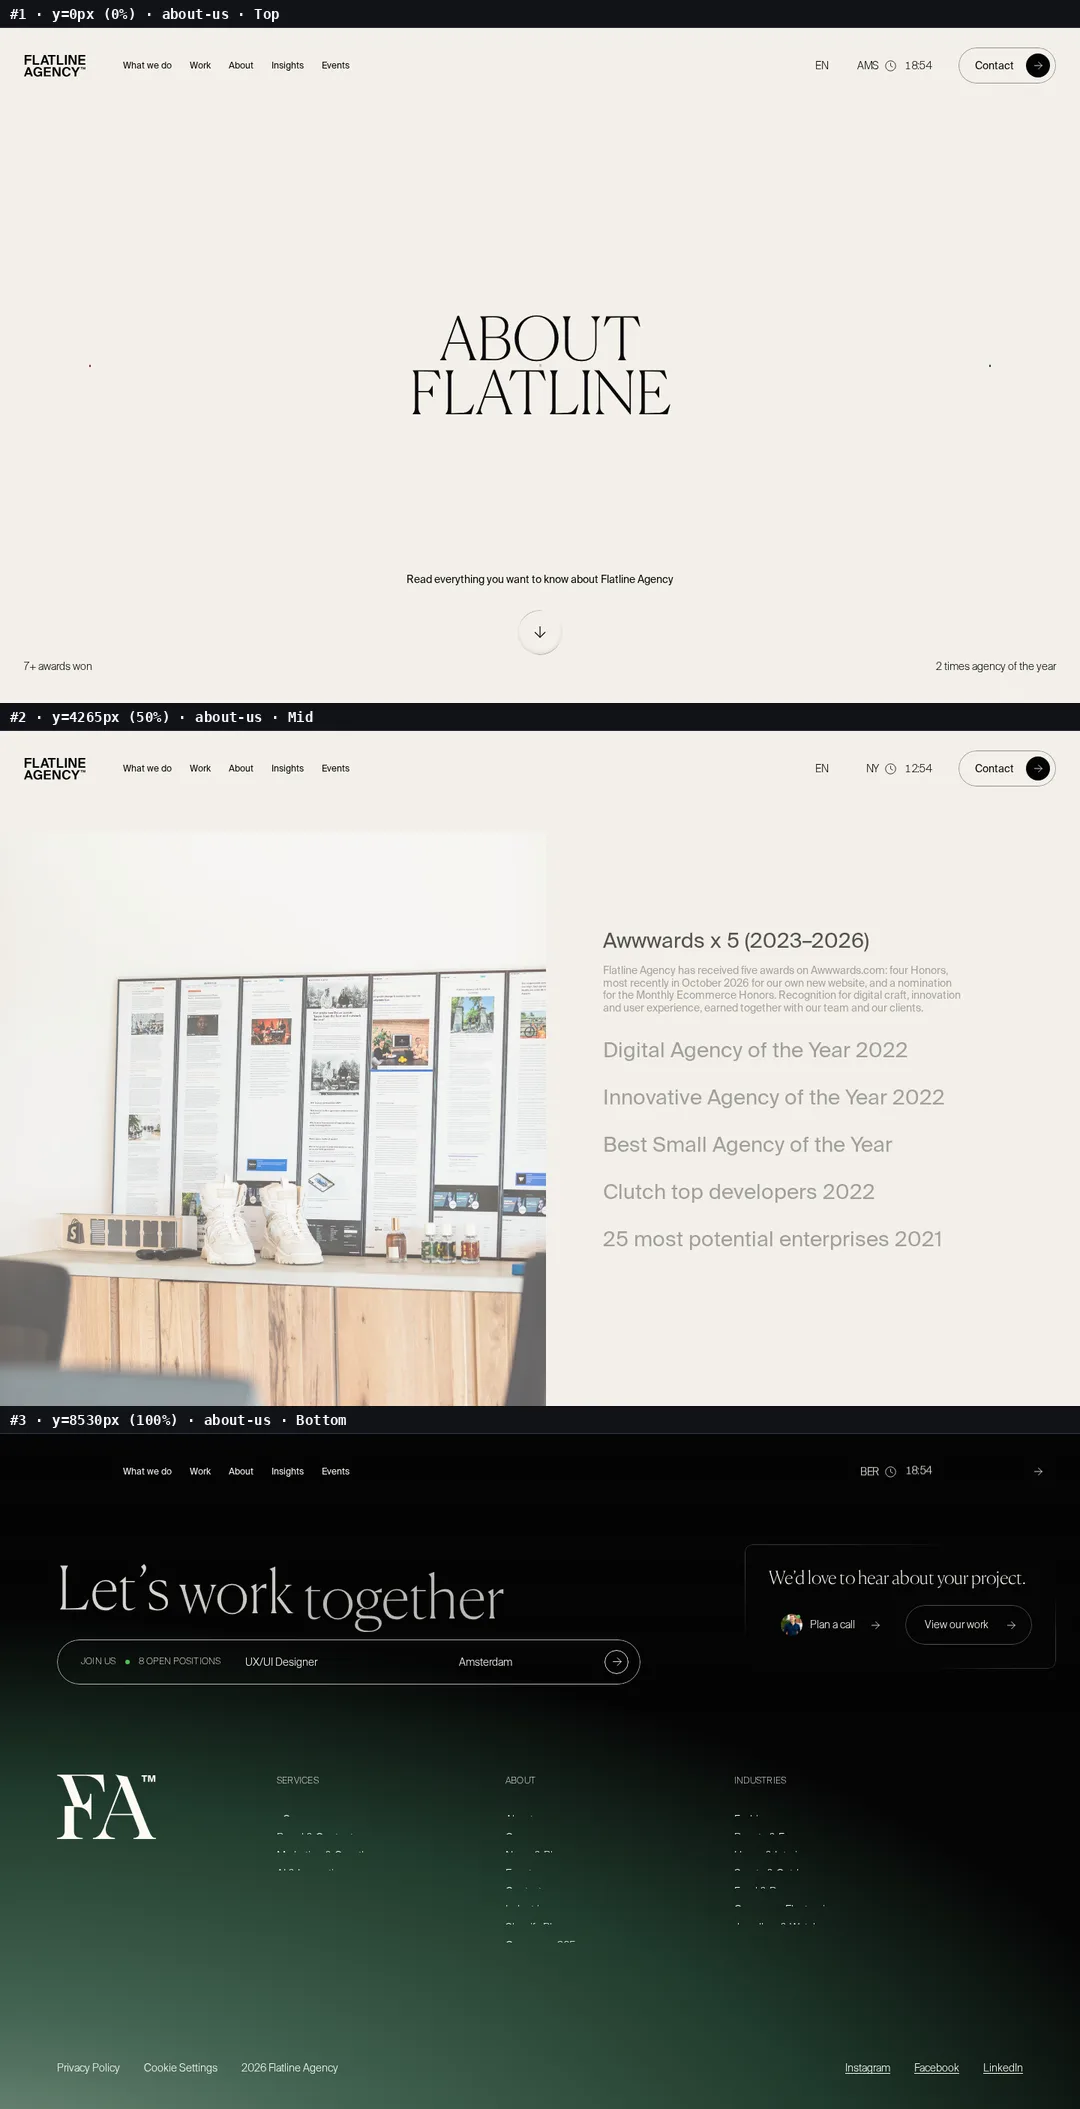 #1 · y=0px (0%) · about-us · Top
FLATLINE
AGENCY™
What we do Work About Insights Events
EN AMS 18:54 Contact
ABOUT
FLATLINE
Read everything you want to know about Flatline Agency
7+ awards won
2 times agency of the year
#2 · y=4265px (50%) · about-us · Mid
FLATLINE
AGENCY™
What we do Work About Insights Events
EN NY 12:54 Contact
Awwwards x 5 (2023–2026)
Flatline Agency has received five awards on Awwwards.com: four Honors,
most recently in October 2026 for our own new website, and a nomination
for the Monthly Ecommerce Honors. Recognition for digital craft, innovation
and user experience, earned together with our team and our clients.
Digital Agency of the Year 2022
Innovative Agency of the Year 2022
Best Small Agency of the Year
Clutch top developers 2022
25 most potential enterprises 2021
#3 · y=8530px (100%) · about-us · Bottom
What we do Work About Insights Events
BER 18:54
Let's work together
We'd love to hear about your project.
Plan a call View our work
JOIN US 8 OPEN POSITIONS UX/UI Designer Amsterdam
FA™
SERVICES
ABOUT
INDUSTRIES
Privacy Policy Cookie Settings 2026 Flatline Agency
Instagram Facebook LinkedIn